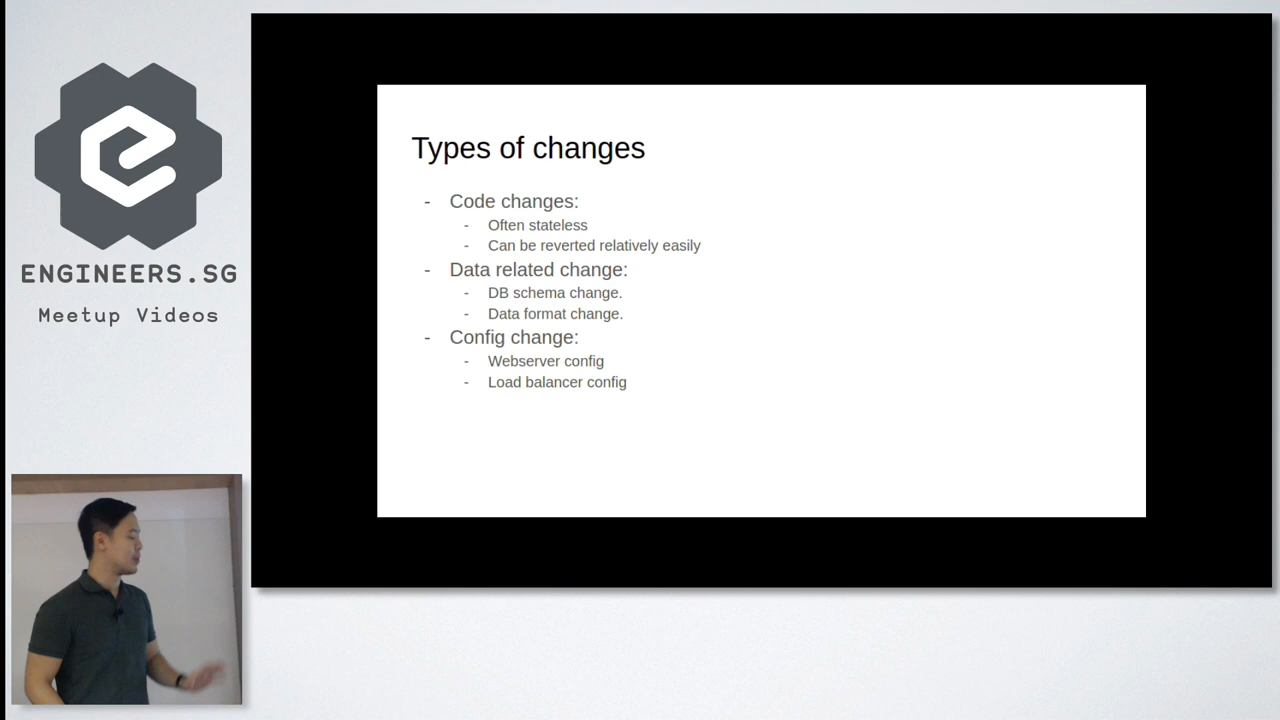 ENGINEERS.SG
Meetup Videos
Types of changes
- Code changes:
- Often stateless
- Can be reverted relatively easily
- Data related change:
- DB schema change.
- Data format change.
- Config change:
- Webserver config
- Load balancer config